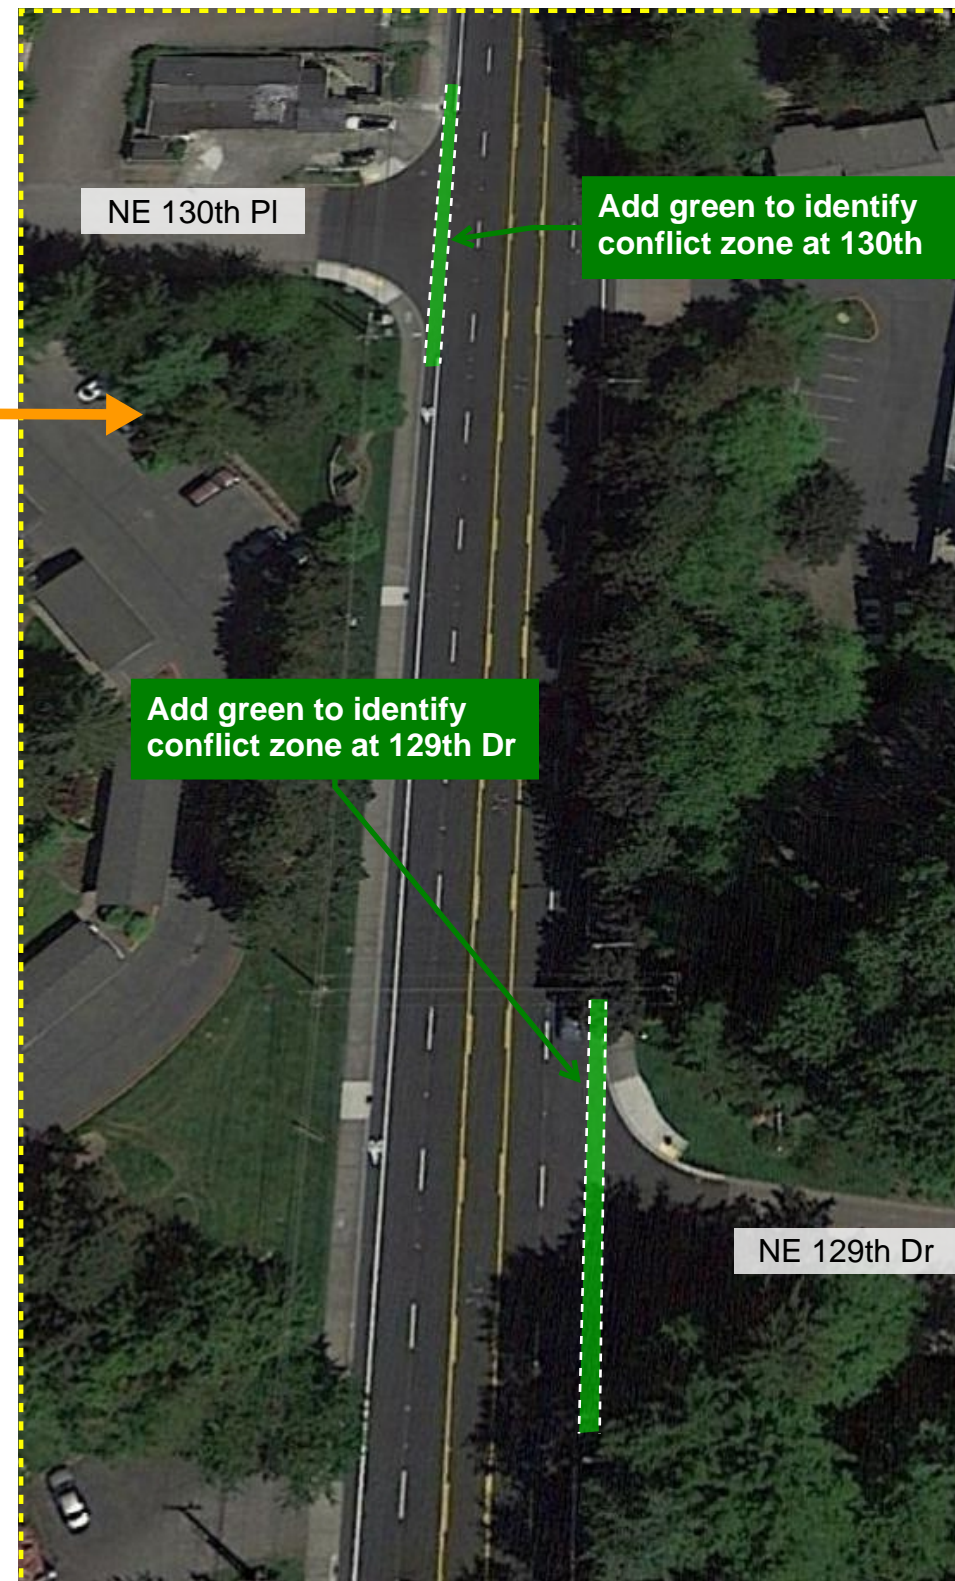 NE 130th Pl
Add green to identify
conflict zone at 130th
Add green to identify
conflict zone at 129th Dr
NE 129th Dr